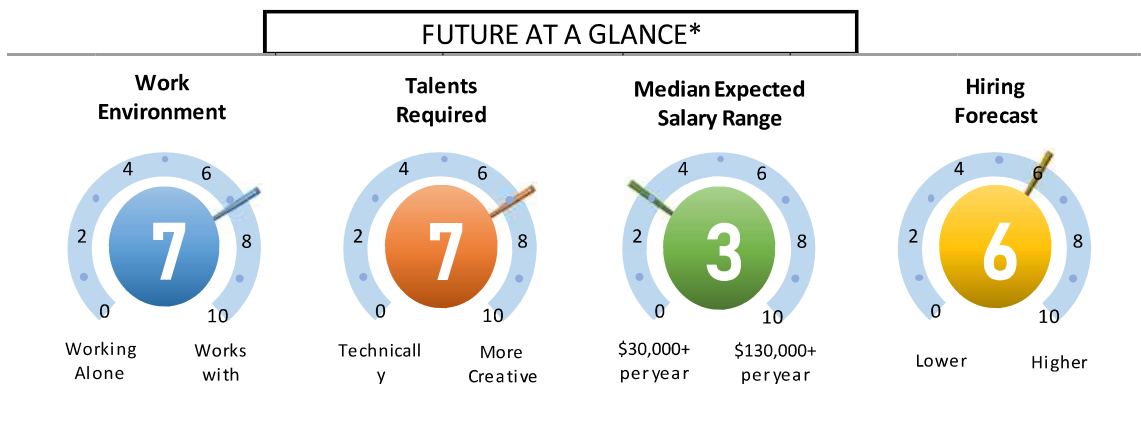 FUTURE AT A GLANCE*
Work
Environment
4
6
2
7
8
0
10
Working
Alone
Works
with
Talents
Required
4
6
2
7
8
0
10
Technicall
y
More
Creative
Median Expected
Salary Range
6
2
3
8
0
10
$30,000+
per year
$130,000+
per year
Hiring
Forecast
4
6
2
6
8
0
10
Lower
Higher